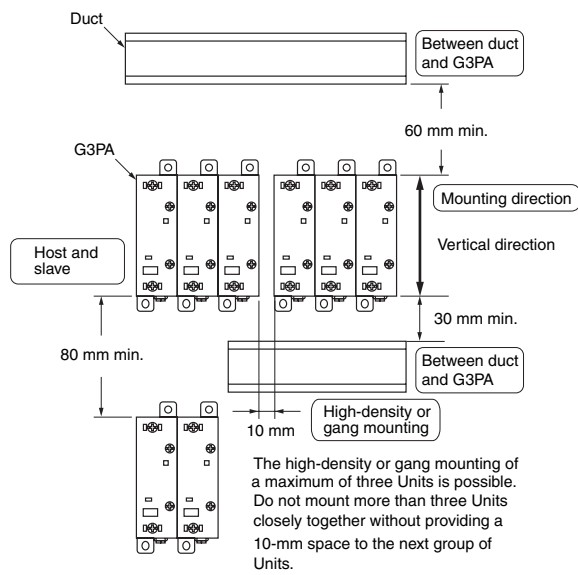 Duct
Between duct
and G3PA
60 mm min.
G3PA
Mounting direction
Host and
slave
Vertical direction
30 mm min.
80 mm min.
Between duct
and G3PA
10 mm
High-density or
gang mounting
The high-density or gang mounting of
a maximum of three Units is possible.
Do not mount more than three Units
closely together without providing a
10-mm space to the next group of
Units.